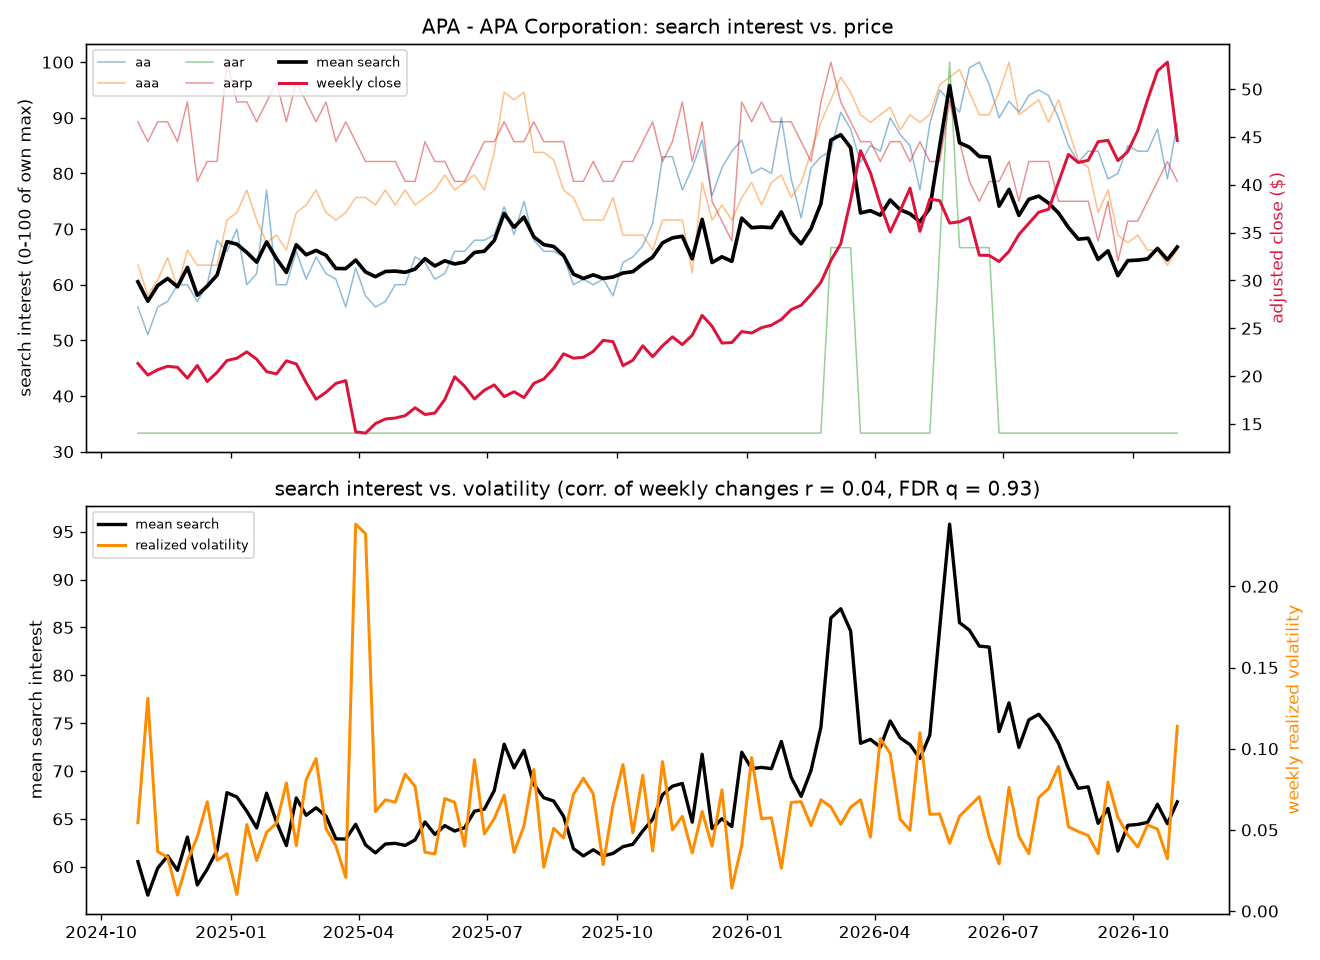 APA - APA Corporation: search interest vs. price
aa
aaa
aar
aarp
mean search
weekly close
search interest (0-100 of own max)
100
90
80
70
60
50
40
30
adjusted close ($)
50
45
40
35
30
25
20
15
search interest vs. volatility (corr. of weekly changes r = 0.04, FDR q = 0.93)
mean search
realized volatility
mean search interest
95
90
85
80
75
70
65
60
weekly realized volatility
0.20
0.15
0.10
0.05
0.00
2024-10 2025-01 2025-04 2025-07 2025-10 2026-01 2026-04 2026-07 2026-10